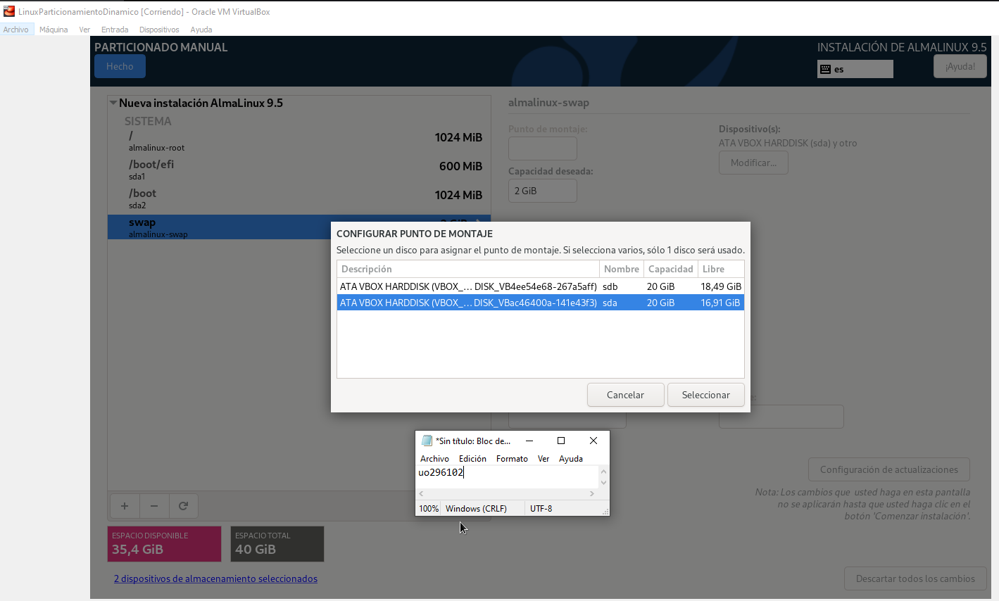 LinuxParticionamientoDinamico [Corriendo] - Oracle VM VirtualBox
Archivo Máquina Ver Entrada Dispositivos Ayuda
PARTICIONADO MANUAL
INSTALACIÓN DE ALMALINUX 9.5
Hecho
es
¡Ayuda!
Nueva instalación AlmaLinux 9.5
SISTEMA
/
1024 MiB
almalinux-root
/boot/efi
600 MiB
sda1
/boot
1024 MiB
sda2
swap
almalinux-swap
almalinux-swap
Punto de montaje:
Dispositivo(s):
ATA VBOX HARDDISK (sda) y otro
Modificar...
Capacidad deseada:
2 GiB
CONFIGURAR PUNTO DE MONTAJE
Seleccione un disco para asignar el punto de montaje. Si selecciona varios, sólo 1 disco será usado.
Descripción Nombre Capacidad Libre
ATA VBOX HARDDISK (VBOX_... DISK_VB4ee54e68-267a5aff) sdb 20 GiB 18,49 GiB
ATA VBOX HARDDISK (VBOX_... DISK_VBac46400a-141e43f3) sda 20 GiB 16,91 GiB
Cancelar Seleccionar
*Sin título: Bloc de...
Archivo Edición Formato Ver Ayuda
uo296102
100% Windows (CRLF) UTF-8
Configuración de actualizaciones
Nota: Los cambios que usted haga en esta pantalla
no se aplicarán hasta que usted haga clic en el
botón 'Comenzar instalación'.
ESPACIO DISPONIBLE
35,4 GiB
ESPACIO TOTAL
40 GiB
2 dispositivos de almacenamiento seleccionados
Descartar todos los cambios